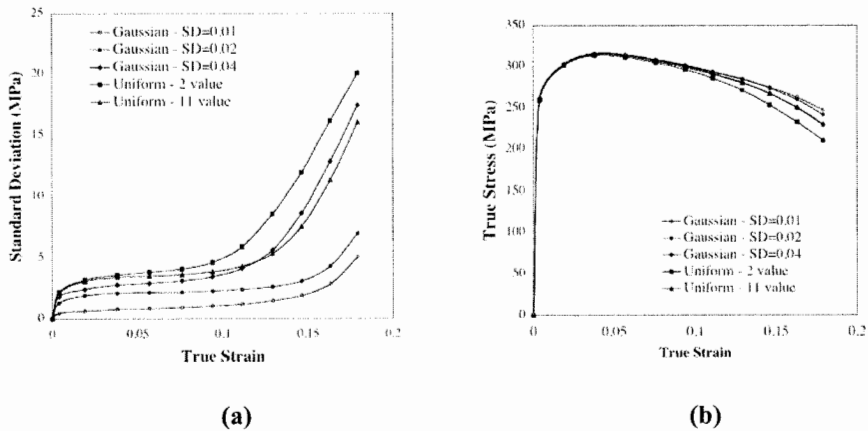 25
20
15
10
5
0
Standard Deviation (MPa)
Gaussian - SD=0.01
Gaussian - SD=0.02
Gaussian - SD=0.04
Uniform - 2 value
Uniform - 11 value
0
0.05
0.1
0.15
0.2
True Strain
(a)
350
300
250
200
150
100
50
0
True Stress (MPa)
Gaussian - SD=0.01
Gaussian - SD=0.02
Gaussian - SD=0.04
Uniform - 2 value
Uniform - 11 value
0
0.05
0.1
0.15
0.2
True Strain
(b)